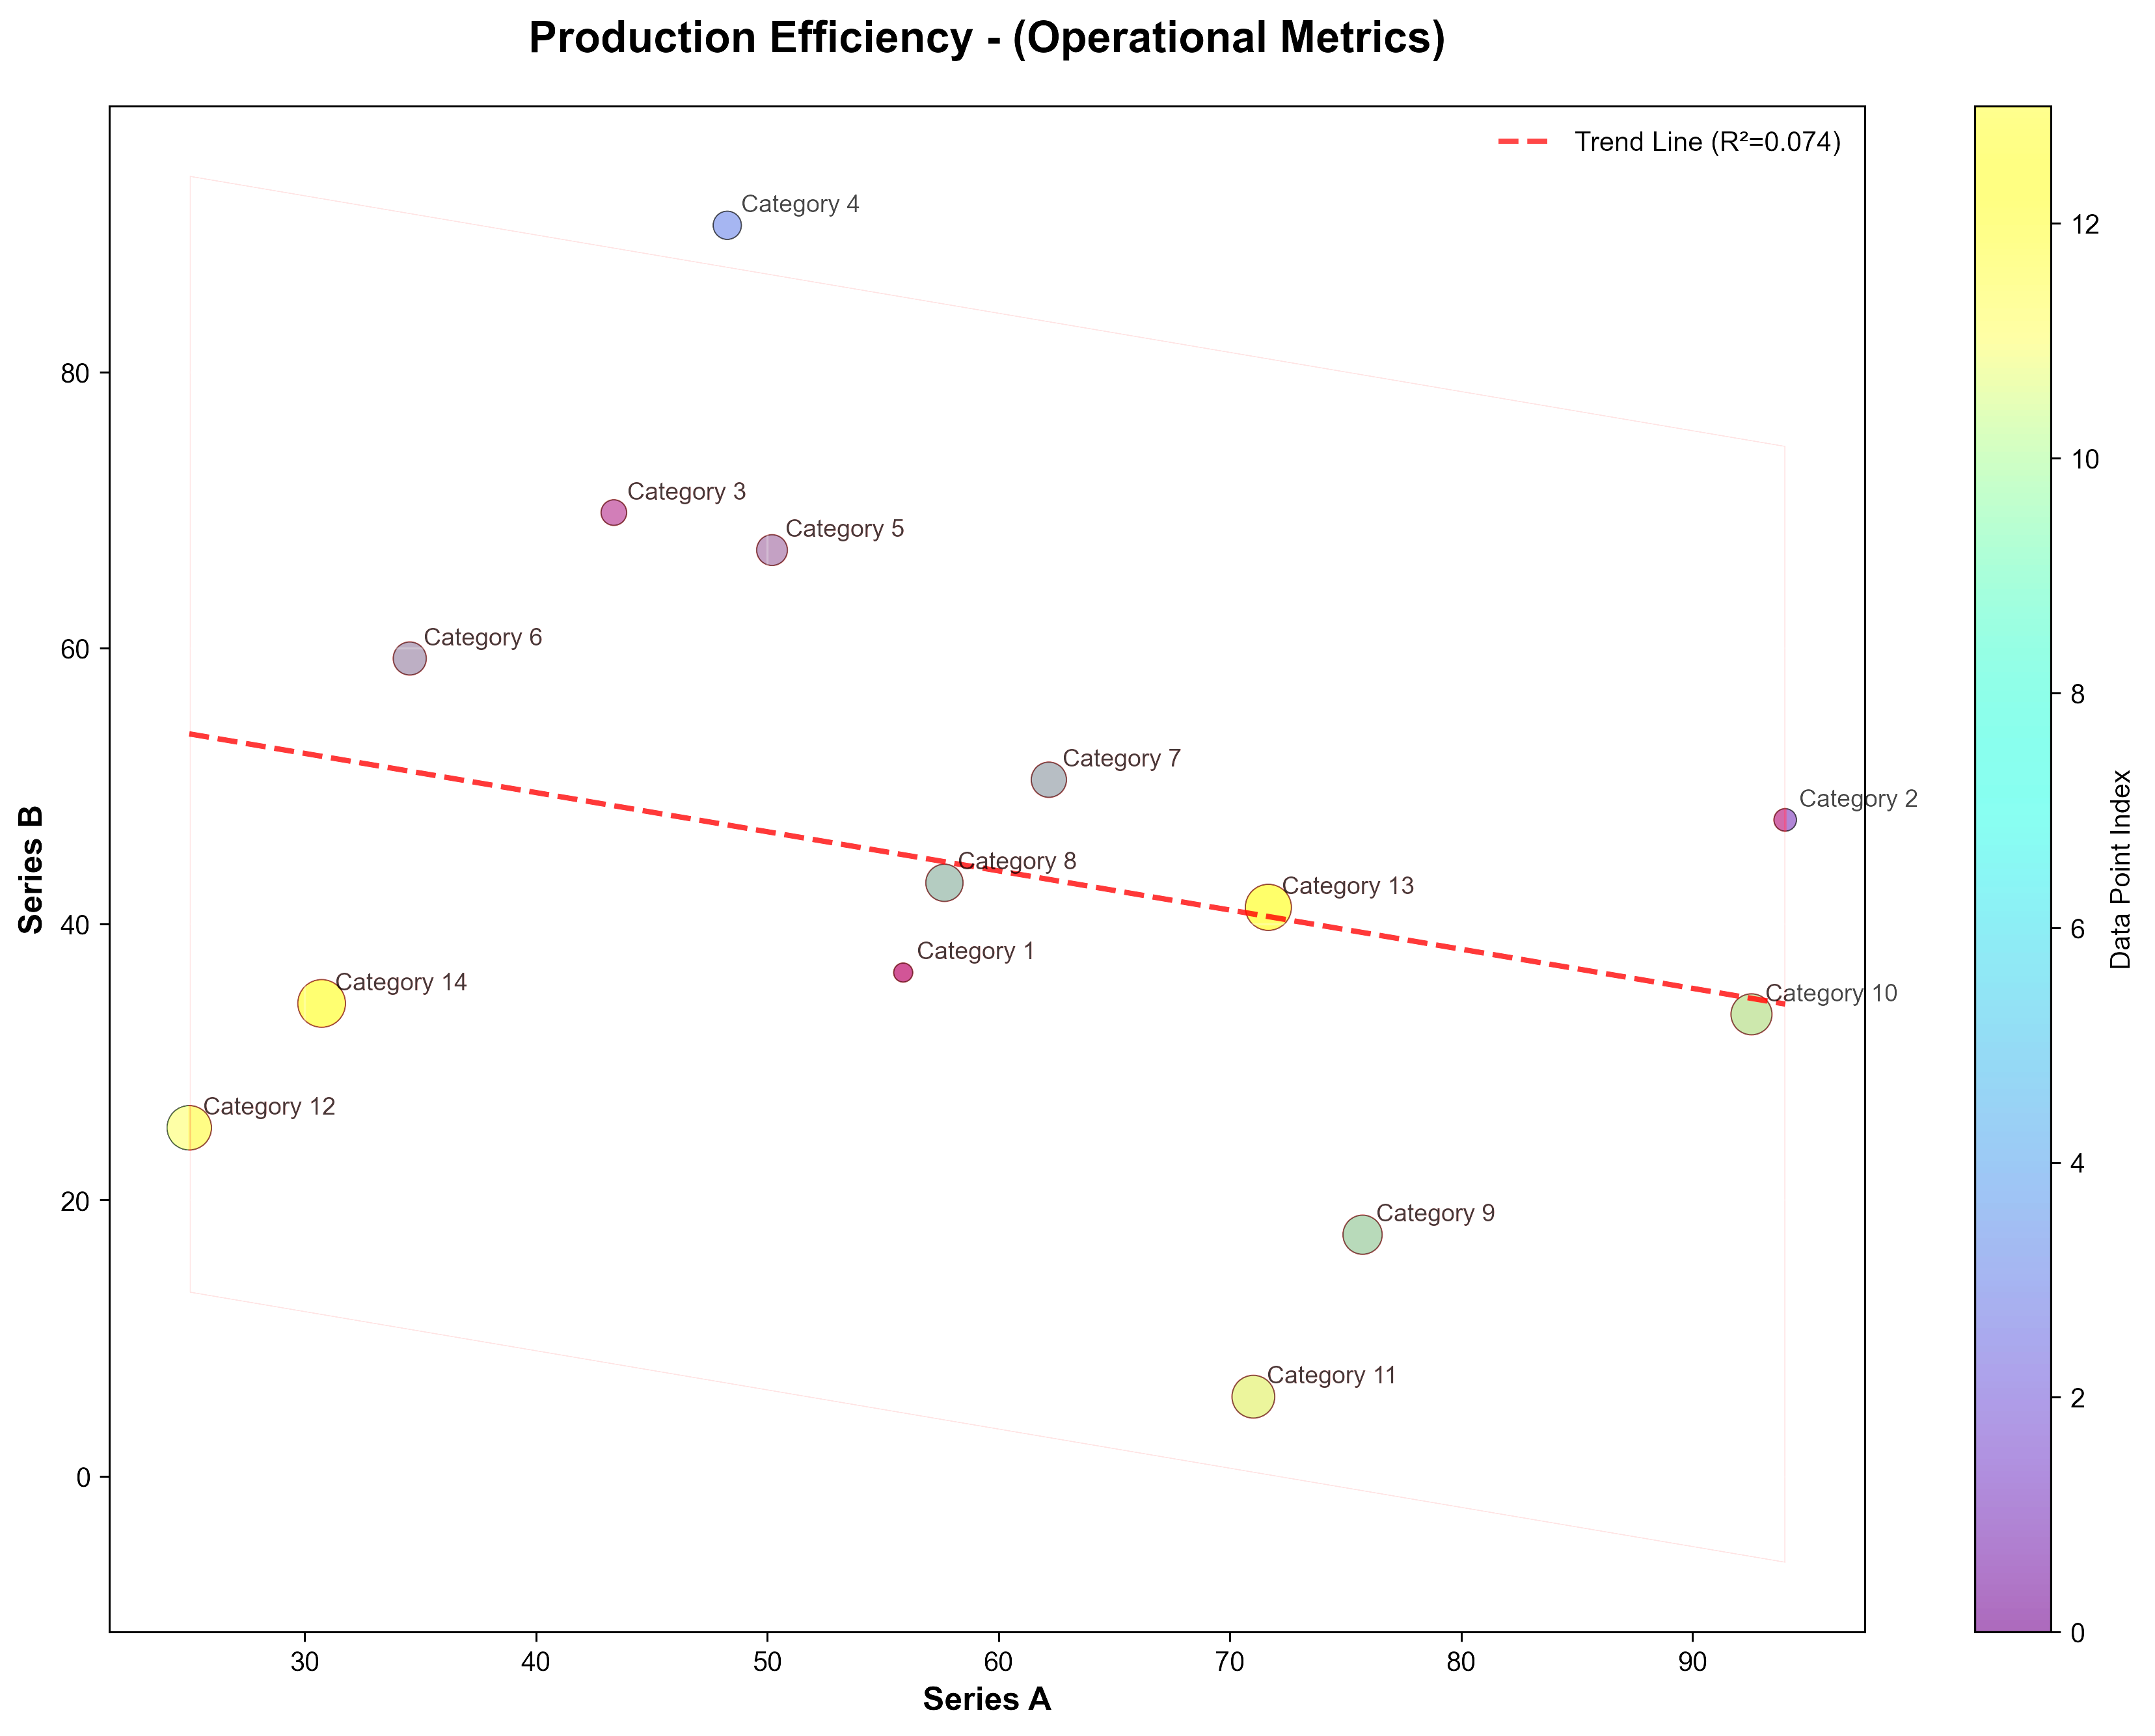 Production Efficiency - (Operational Metrics)
Trend Line (R²=0.074)
Category 4
Category 3
Category 5
Category 6
Category 7
Category 2
Category 8
Category 13
Category 1
Category 14
Category 10
Category 12
Category 9
Category 11
Series B
80
60
40
20
0
30
40
50
60
70
80
90
Series A
12
10
8
6
4
2
0
Data Point Index